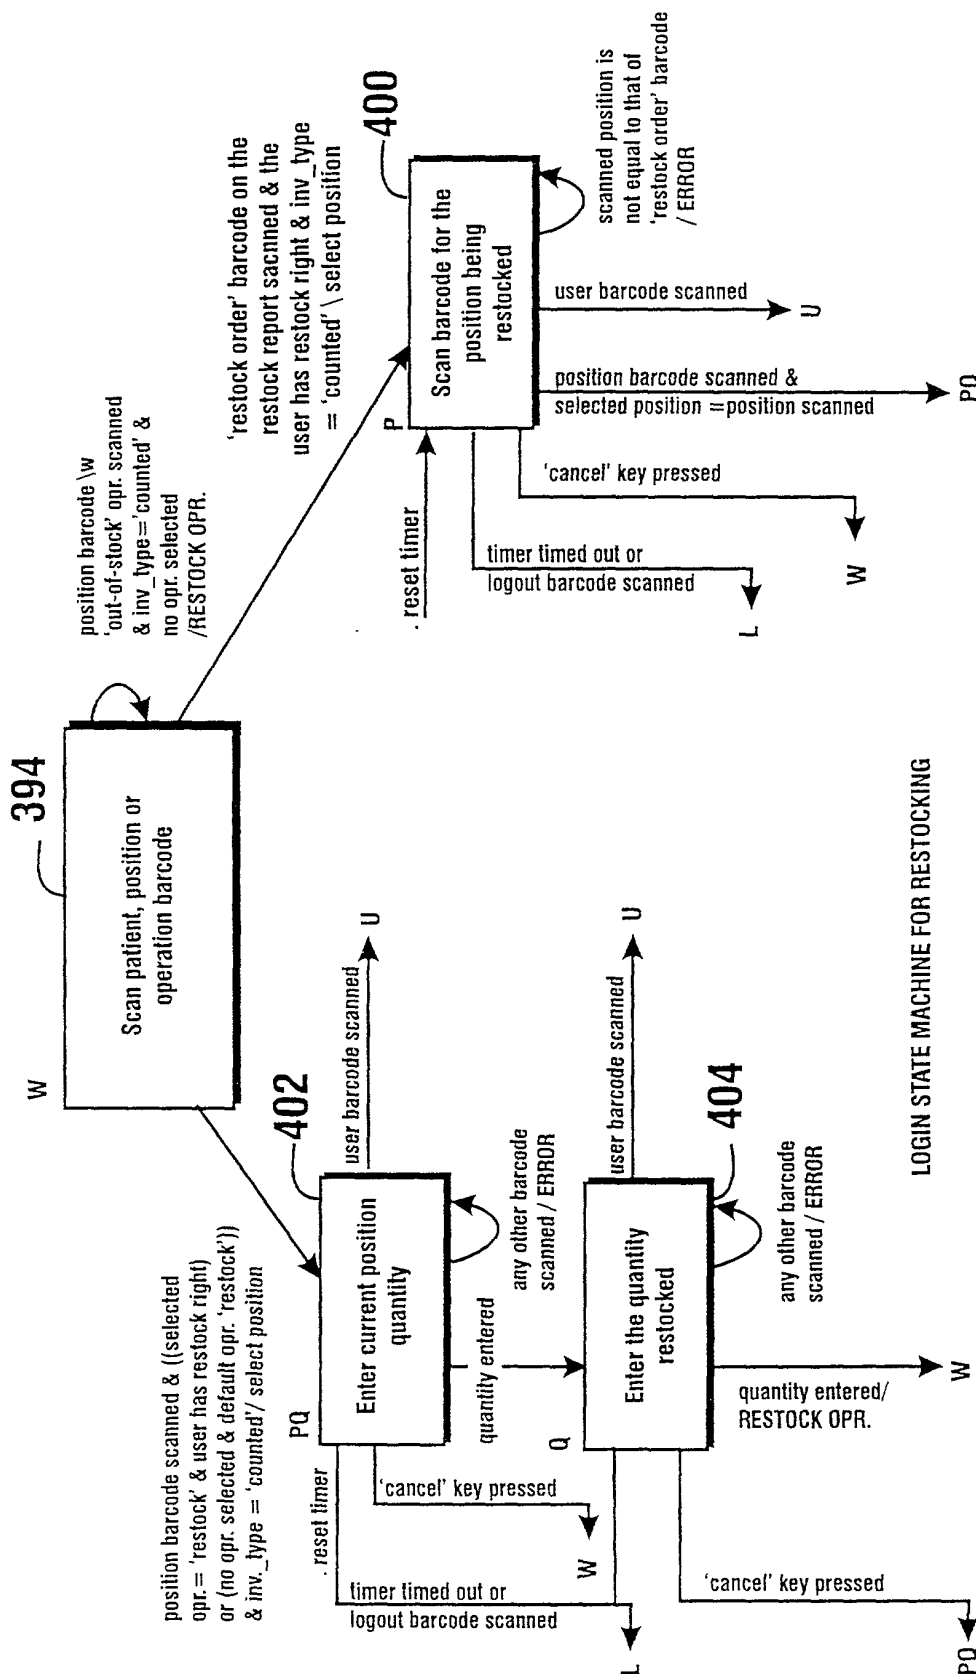 W
394
Scan patient, position or
operation barcode
position barcode \w
'out-of-stock' opr. scanned
& inv_type='counted' &
no opr. selected
/RESTOCK OPR.
'restock order' barcode on the
restock report sacnned & the
user has restock right & inv_type
= 'counted' \ select position
400
P
Scan barcode for the
position being
restocked
scanned position is
not equal to that of
'restock order' barcode
/ ERROR
. reset timer
user barcode scanned
U
position barcode scanned &
selected position =position scanned
PQ
'cancel' key pressed
W
timer timed out or
logout barcode scanned
L
position barcode scanned & ((selected
opr. = 'restock' & user has restock right)
or (no opr. selected & default opr. 'restock'))
& inv._type = 'counted'/ select position
402
PQ
Enter current position
quantity
user barcode scanned
U
any other barcode
scanned / ERROR
quantity entered
. reset timer
'cancel' key pressed
W
timer timed out or
logout barcode scanned
L
Q
Enter the quantity
restocked
404
user barcode scanned
U
any other barcode
scanned / ERROR
quantity entered/
RESTOCK OPR.
W
'cancel' key pressed
PQ
LOGIN STATE MACHINE FOR RESTOCKING